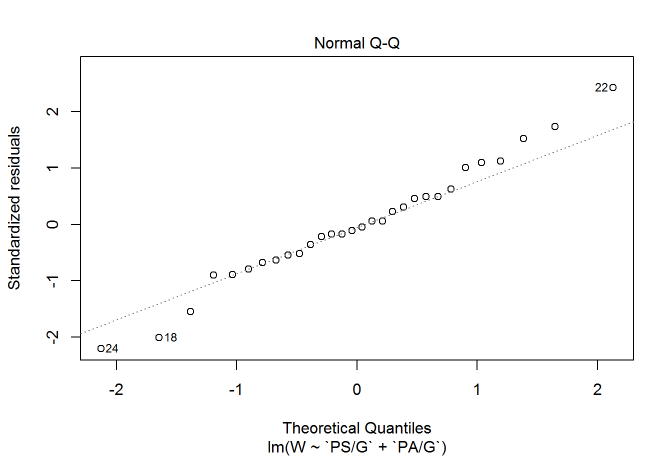 Normal Q-Q
Standardized residuals
2
1
0
-1
-2
22
18
24
-2 -1 0 1 2
Theoretical Quantiles
lm(W ~ `PS/G` + `PA/G`)